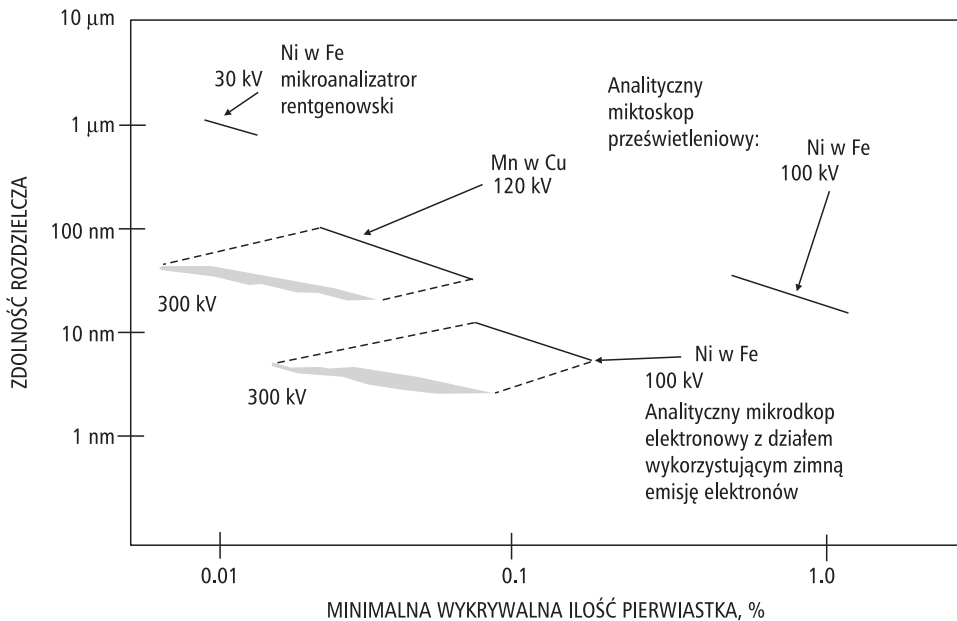 ZDOLNOŚĆ ROZDZIELCZA
10 μm
1 μm
100 nm
10 nm
1 nm
Ni w Fe
30 kV
mikroanalizatror
rentgenowski
Analityczny
miktoskop
prześwietleniowy:
Ni w Fe
100 kV
Mn w Cu
120 kV
300 kV
300 kV
Ni w Fe
100 kV
Analityczny mikrodkop
elektronowy z działem
wykorzystującym zimną
emisję elektronów
0.01
0.1
1.0
MINIMALNA WYKRYWALNA ILOŚĆ PIERWIASTKA, %